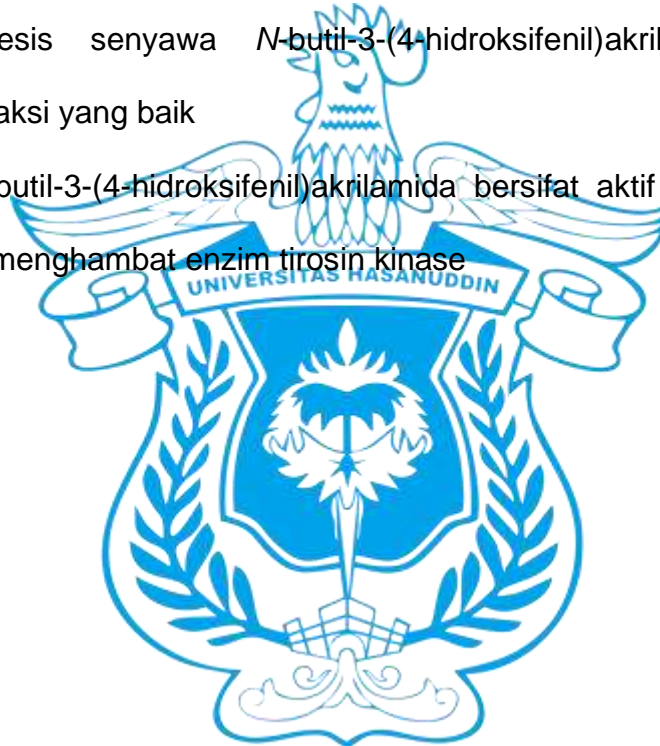 esis senyawa N-butil-3-(4-hidroksifenil)akril
aksi yang baik
butil-3-(4-hidroksifenil)akrilamida bersifat aktif
menghambat enzim tirosin kinase
UNIVERSITAS HASANUDDIN